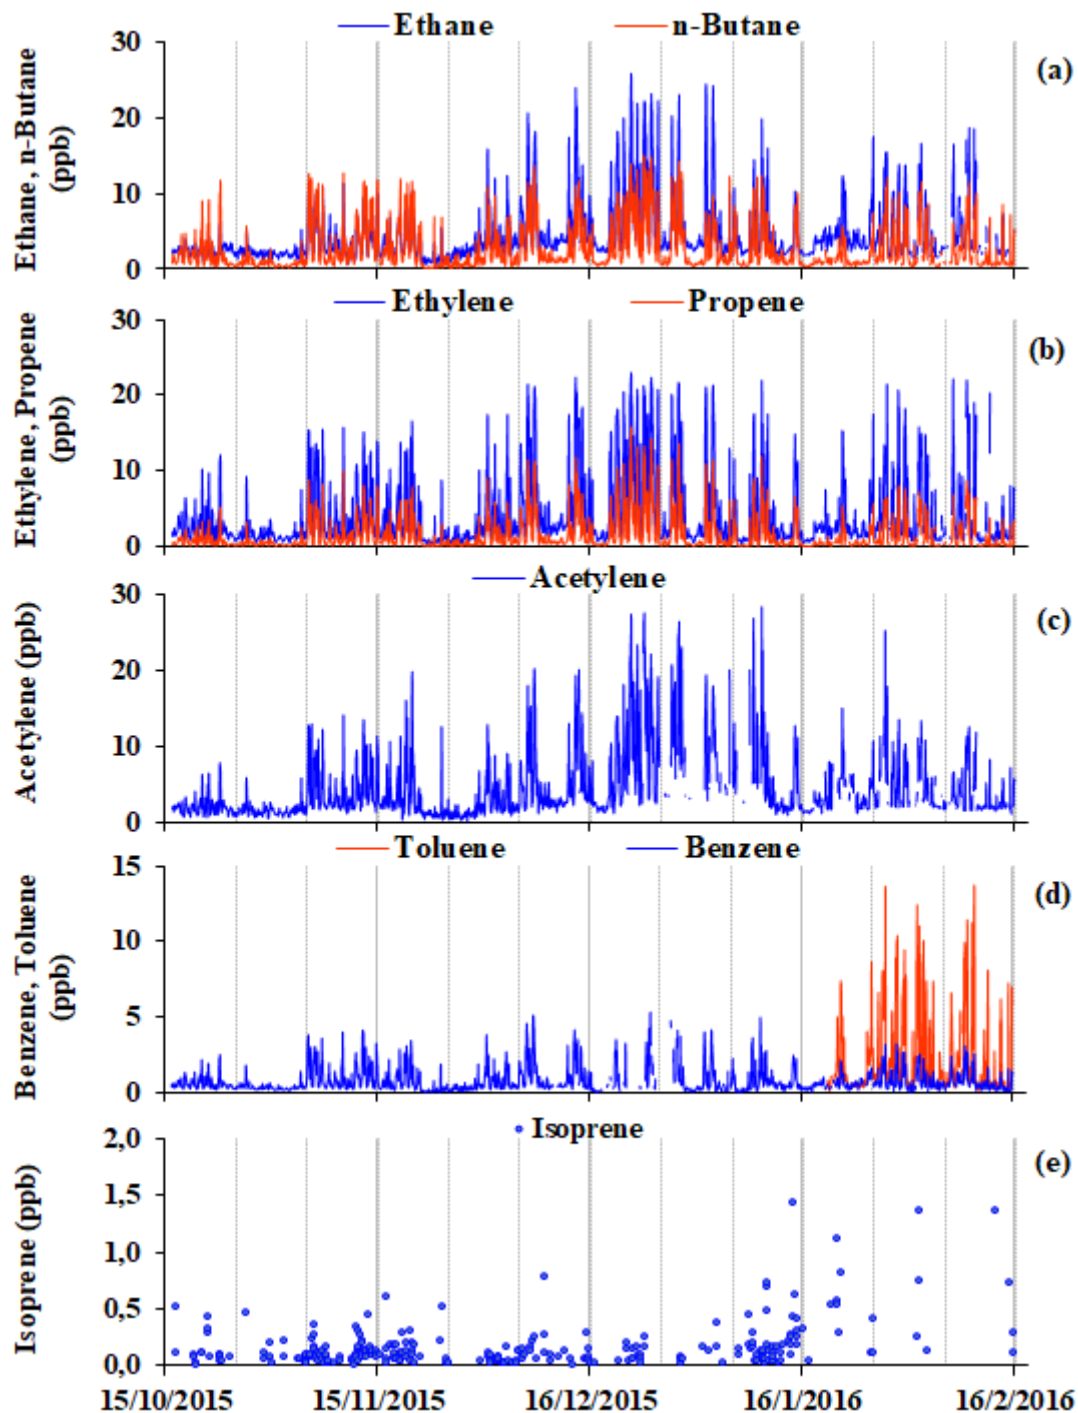 Ethane n-Butane
30
20
10
0
Ethane, n-Butane
(ppb)
(a)
Ethylene Propene
30
20
10
0
Ethylene, Propene
(ppb)
(b)
Acetylene
30
20
10
0
Acetylene (ppb)
(c)
Toluene Benzene
15
10
5
0
Benzene, Toluene
(ppb)
(d)
Isoprene
2,0
1,5
1,0
0,5
0,0
Isoprene (ppb)
(e)
15/10/2015 15/11/2015 16/12/2015 16/1/2016 16/2/2016